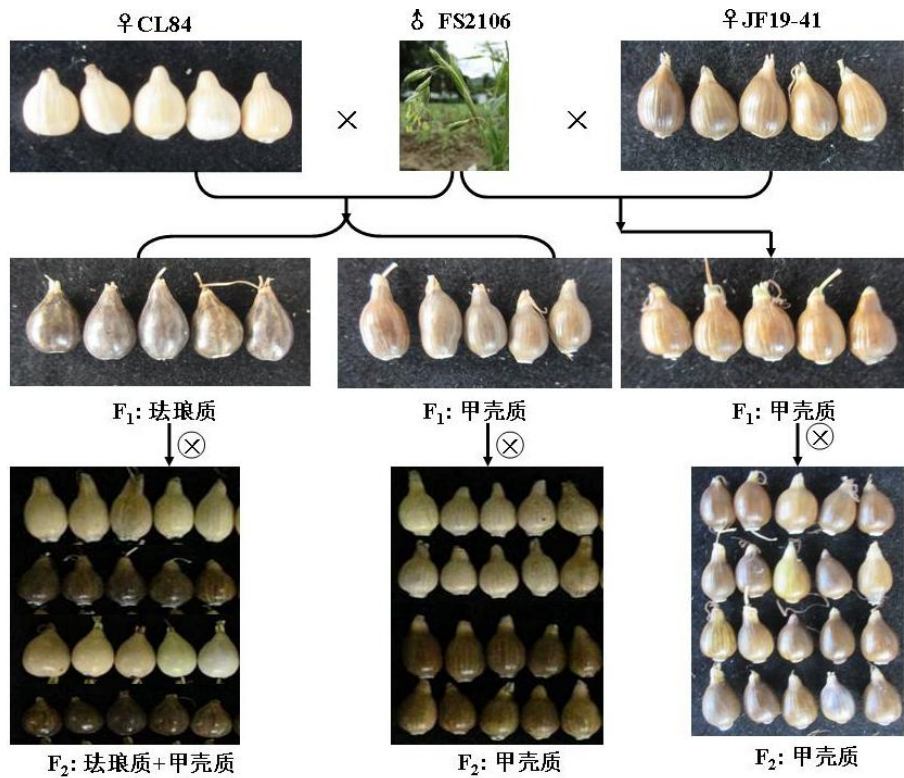 ♀CL84
♂ FS2106
♀JF19-41
×
×
F₁: 珐琅质
F₁: 甲壳质
F₁: 甲壳质
F₂: 珐琅质+甲壳质
F₂: 甲壳质
F₂: 甲壳质